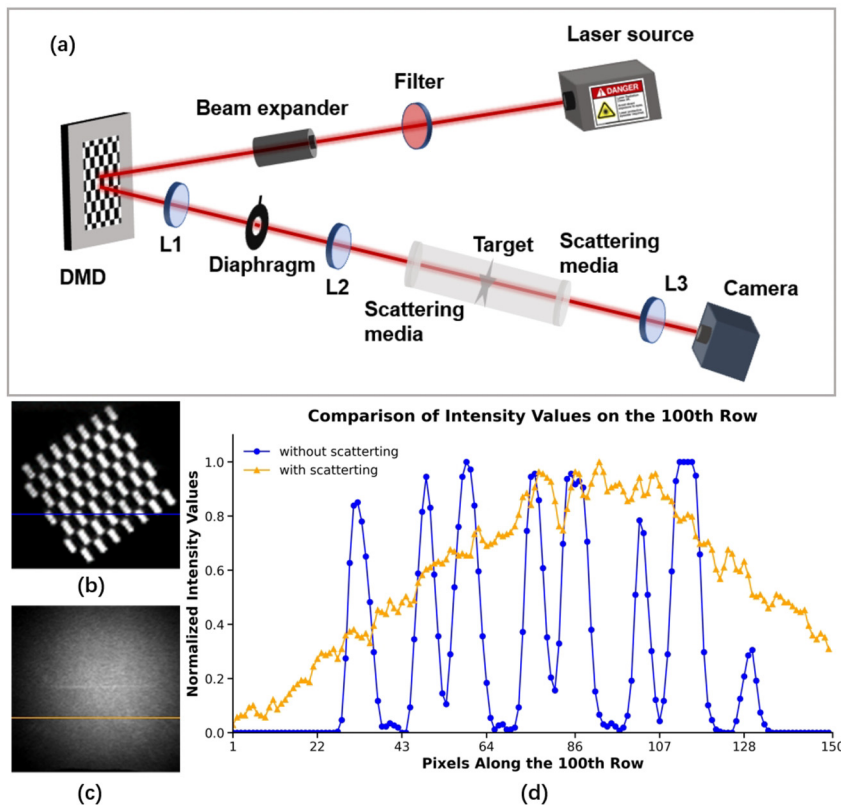 (a)
Laser source
DANGER
Filter
Beam expander
DMD
L1
Diaphragm
L2
Target
Scattering
media
Scattering
media
L3
Camera
(b)
(c)
Comparison of Intensity Values on the 100th Row
without scatterting
with scatterting
Normalized Intensity Values
1.0
0.8
0.6
0.4
0.2
0.0
1 22 43 64 86 107 128 150
Pixels Along the 100th Row
(d)